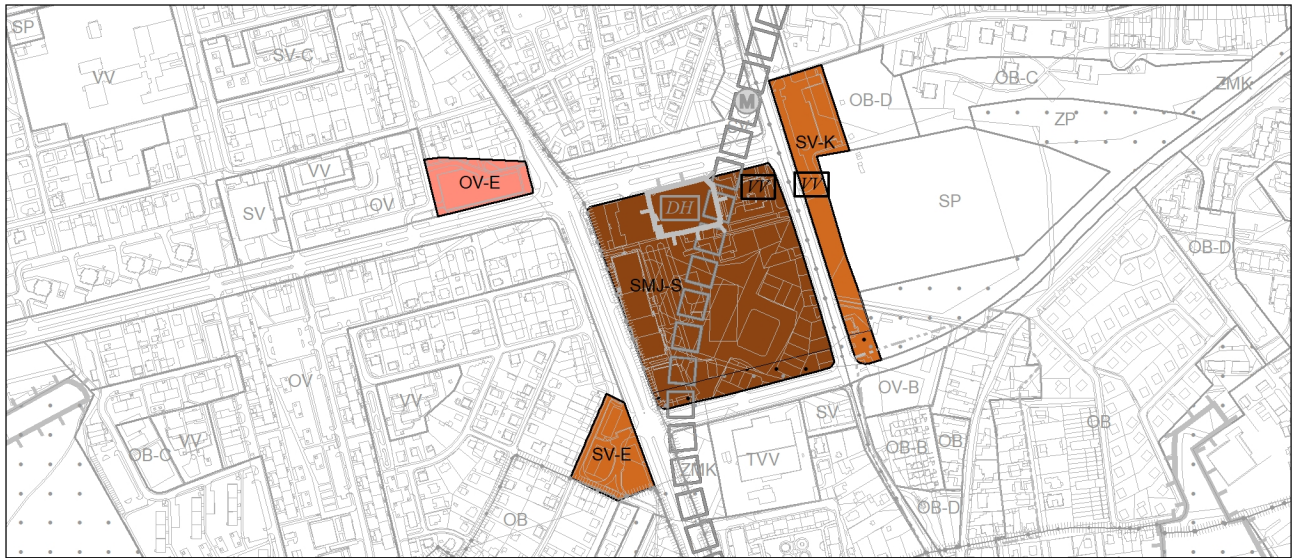 SP
VV
SV-C
OB-C
ZMK
OB-D
M
ZP
SV-K
VV
OV-E
SV
OV
DH
VV
VV
SP
OB-D
SMJ-S
OV
OV-B
OB
VV
SV
OB-C
VV
SV-E
OB-B
OB
ZMK
TVV
OB-D
OB